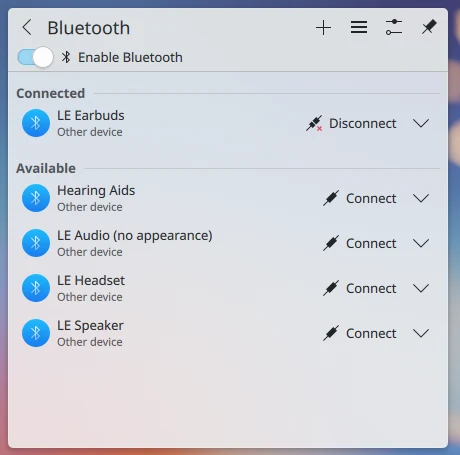 Bluetooth
Enable Bluetooth
Connected
LE Earbuds
Other device
Disconnect
Available
Hearing Aids
Other device
Connect
LE Audio (no appearance)
Other device
Connect
LE Headset
Other device
Connect
LE Speaker
Other device
Connect